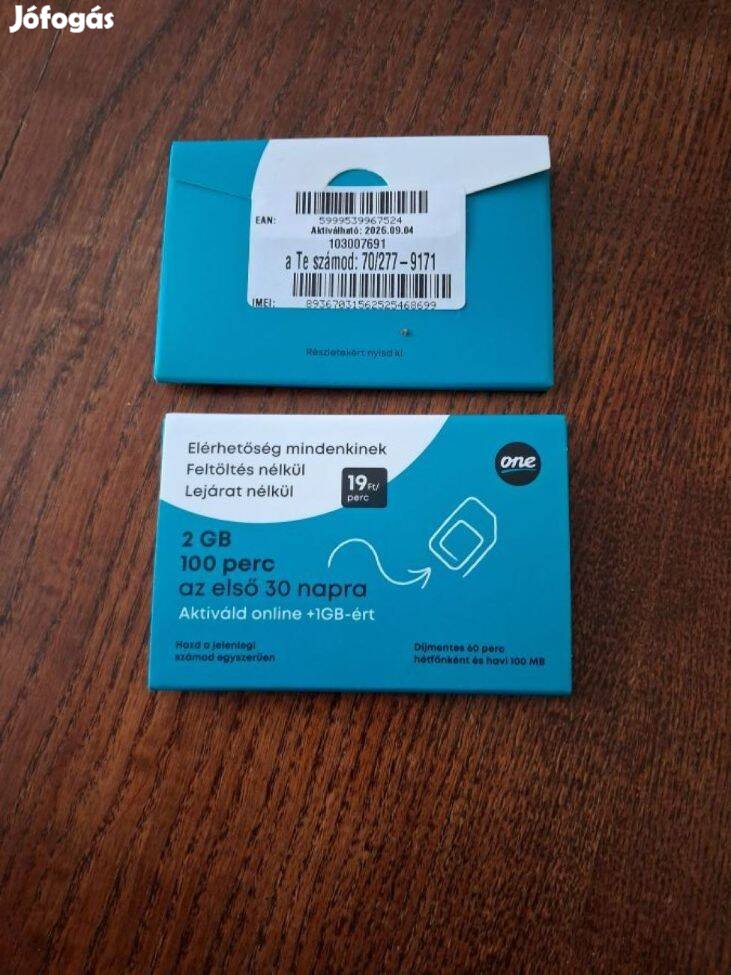 Jófogás
EAN:
5999539967524
Aktiválható: 2026.09.04
103007691
a Te számod: 70/277-9171
IMEI:
89367031562525468699
Részletekért nyisd ki
Elérhetőség mindenkinek
Feltöltés nélkül
Lejárat nélkül
19 Ft/
perc
one
2 GB
100 perc
az első 30 napra
Aktiváld online +1GB-ért
Hozd a jelenlegi
számod egyszerűen
Díjmentes 60 perc
hétfőnként és havi 100 MB